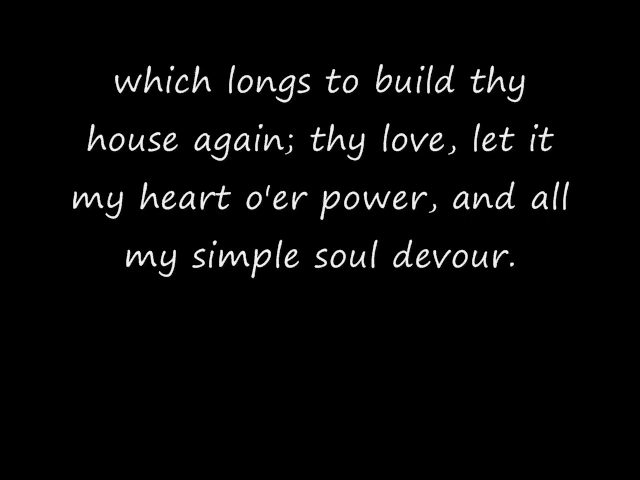 which longs to build thy
house again; thy love, let it
my heart o'er power, and all
my simple soul devour.